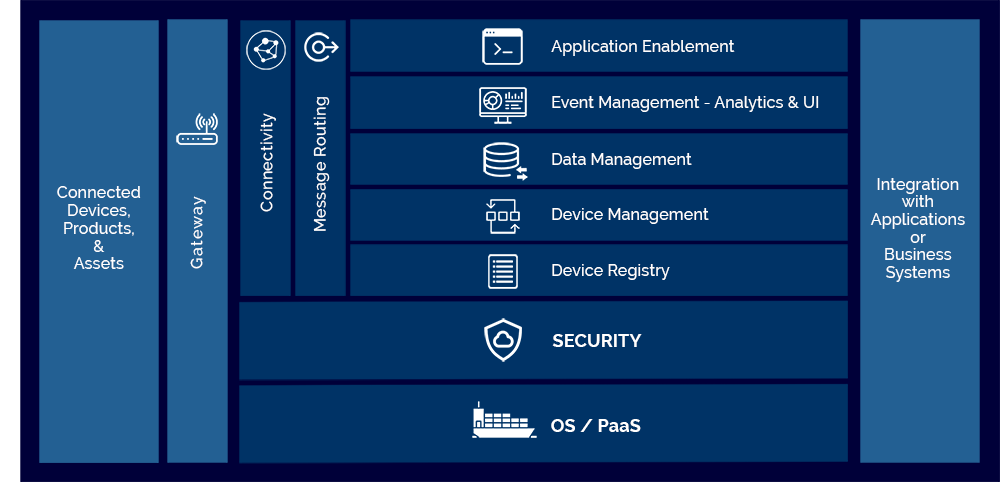 Connected
Devices,
Products,
&
Assets
Gateway
Connectivity
Message Routing
Application Enablement
Event Management - Analytics & UI
Data Management
Device Management
Device Registry
SECURITY
OS / PaaS
Integration
with
Applications
or
Business
Systems